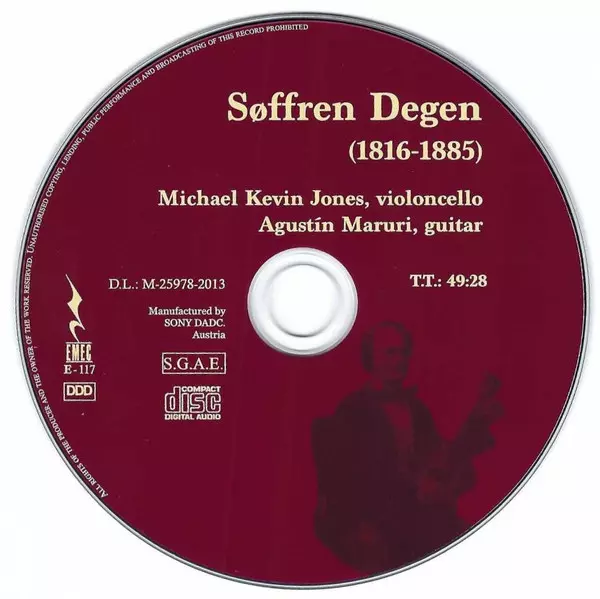 Søffren Degen
(1816-1885)
Michael Kevin Jones, violoncello
Agustín Maruri, guitar
D.L.: M-25978-2013
T.T.: 49:28
Manufactured by
SONY DADC.
Austria
EMEC
E - 117
S.G.A.E.
DDD
COMPACT
disc
DIGITAL AUDIO
ALL RIGHTS OF THE PRODUCER AND THE OWNER OF THE WORK RESERVED. UNAUTHORISED COPYING, LENDING, PUBLIC PERFORMANCE AND BROADCASTING OF THIS RECORD PROHIBITED